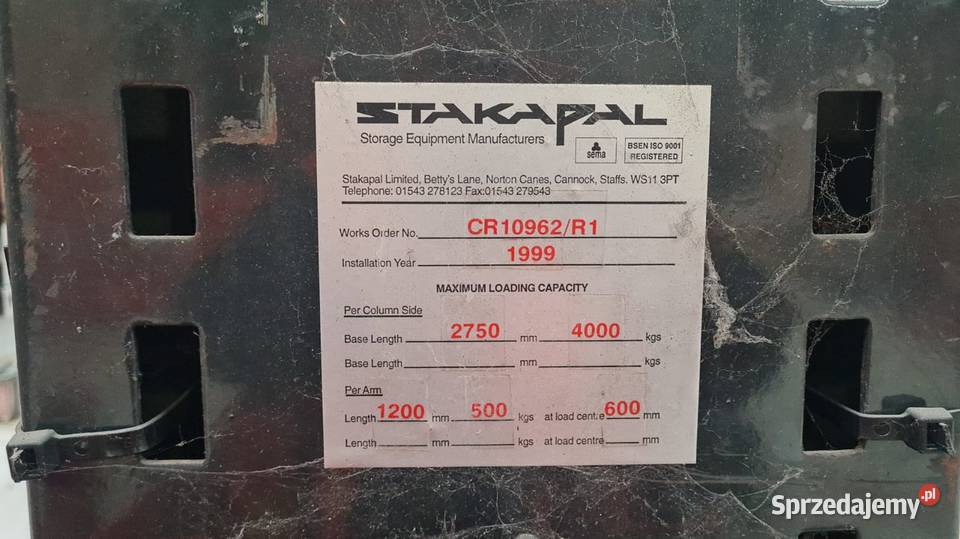 STAKAPAL
Storage Equipment Manufacturers
sema
BSEN ISO 9001
REGISTERED
Stakapal Limited, Betty's Lane, Norton Canes, Cannock, Staffs. WS11 3PT
Telephone: 01543 278123 Fax:01543 279543
Works Order No. CR10962/R1
Installation Year 1999
MAXIMUM LOADING CAPACITY
Per Column Side
Base Length 2750 mm 4000 kgs
Base Length mm kgs
Per Arm
Length 1200 mm 500 kgs at load centre 600 mm
Length mm kgs at load centre mm
Sprzedajemy.pl